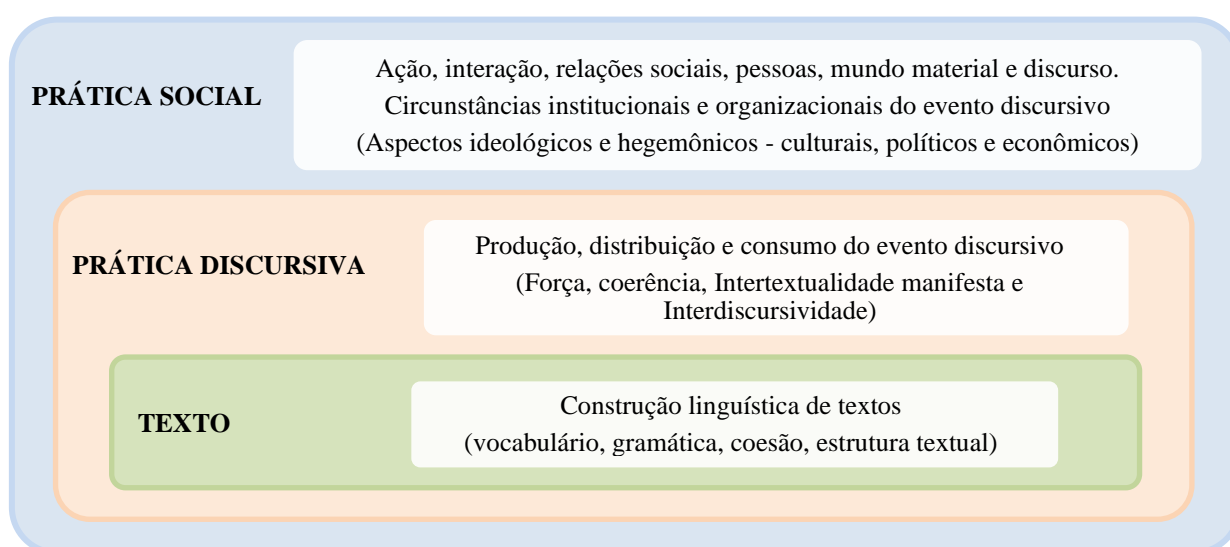 PRÁTICA SOCIAL
Ação, interação, relações sociais, pessoas, mundo material e discurso.
Circunstâncias institucionais e organizacionais do evento discursivo
(Aspectos ideológicos e hegemônicos - culturais, políticos e econômicos)
PRÁTICA DISCURSIVA
Produção, distribuição e consumo do evento discursivo
(Força, coerência, Intertextualidade manifesta e
Interdiscursividade)
TEXTO
Construção linguística de textos
(vocabulário, gramática, coesão, estrutura textual)